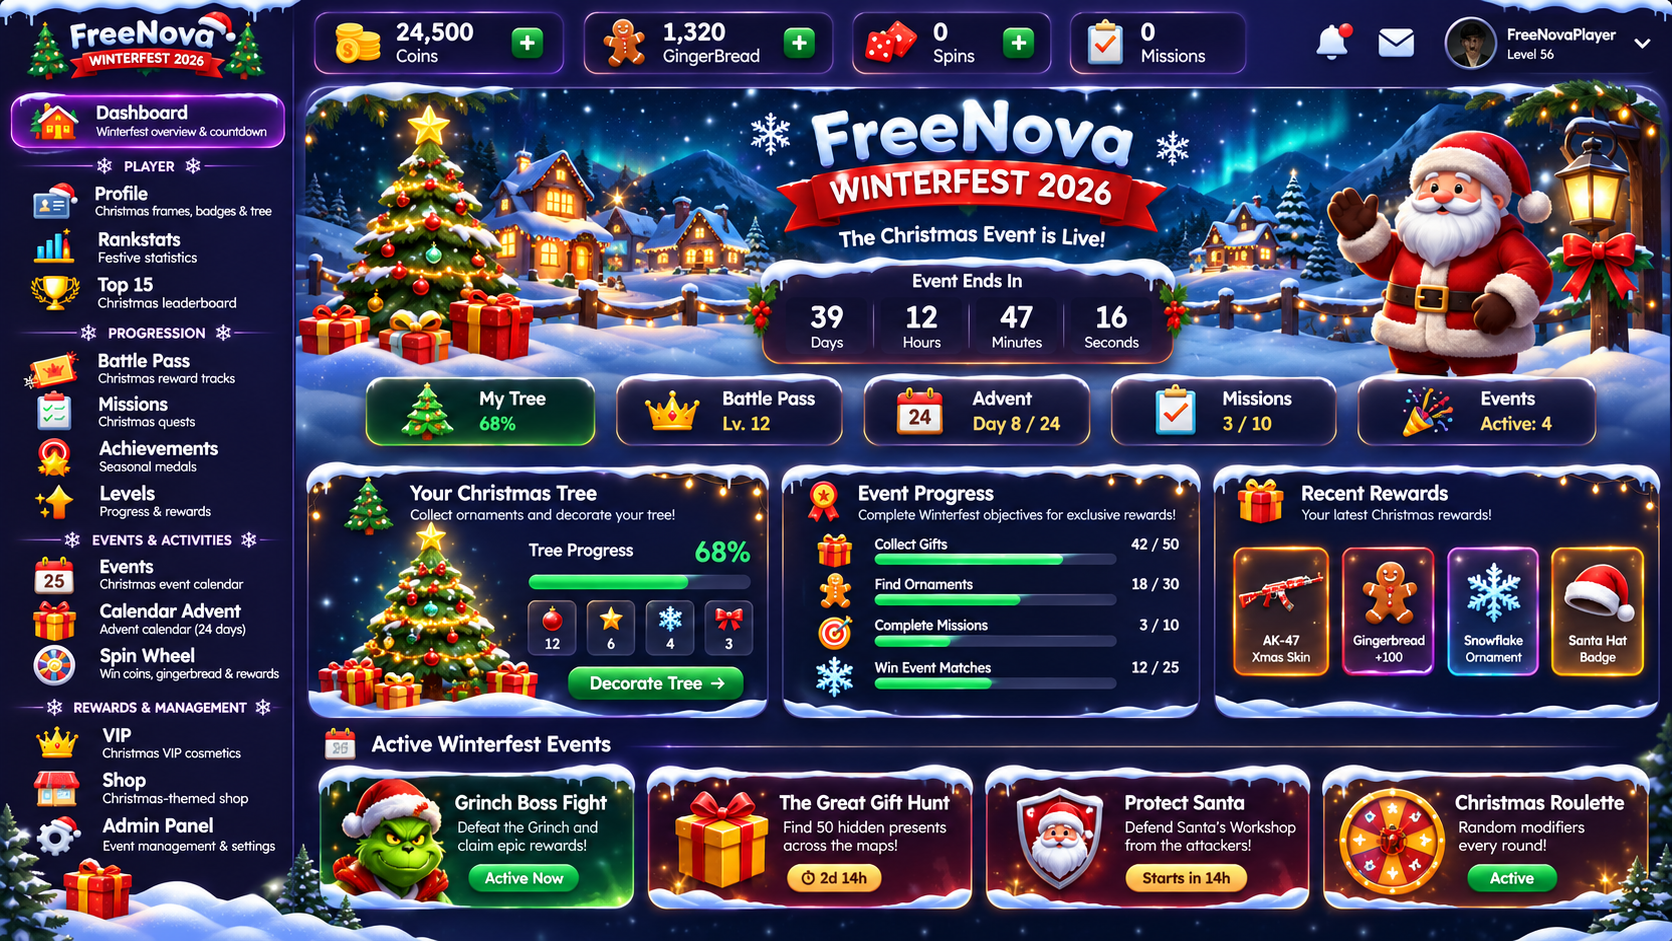 FreeNova
WINTERFEST 2026
24,500
Coins
1,320
GingerBread
0
Spins
0
Missions
FreeNovaPlayer
Level 56
Dashboard
Winterfest overview & countdown
PLAYER
Profile
Christmas frames, badges & tree
Rankstats
Festive statistics
Top 15
Christmas leaderboard
PROGRESSION
Battle Pass
Christmas reward tracks
Missions
Christmas quests
Achievements
Seasonal medals
Levels
Progress & rewards
EVENTS & ACTIVITIES
25
Events
Christmas event calendar
Calendar Advent
Advent calendar (24 days)
Spin Wheel
Win coins, gingerbread & rewards
REWARDS & MANAGEMENT
VIP
Christmas VIP cosmetics
Shop
Christmas-themed shop
Admin Panel
Event management & settings
FreeNova
WINTERFEST 2026
The Christmas Event is Live!
Event Ends In
39 12 47 16
Days Hours Minutes Seconds
My Tree
68%
Battle Pass
Lv. 12
24
Advent
Day 8 / 24
Missions
3 / 10
Events
Active: 4
Your Christmas Tree
Collect ornaments and decorate your tree!
Tree Progress 68%
12 6 4 3
Decorate Tree →
Event Progress
Complete Winterfest objectives for exclusive rewards!
Collect Gifts 42 / 50
Find Ornaments 18 / 30
Complete Missions 3 / 10
Win Event Matches 12 / 25
Recent Rewards
Your latest Christmas rewards!
AK-47
Xmas Skin
Gingerbread
+100
Snowflake
Ornament
Santa Hat
Badge
Active Winterfest Events
Grinch Boss Fight
Defeat the Grinch and
claim epic rewards!
Active Now
The Great Gift Hunt
Find 50 hidden presents
across the maps!
2d 14h
Protect Santa
Defend Santa's Workshop
from the attackers!
Starts in 14h
Christmas Roulette
Random modifiers
every round!
Active